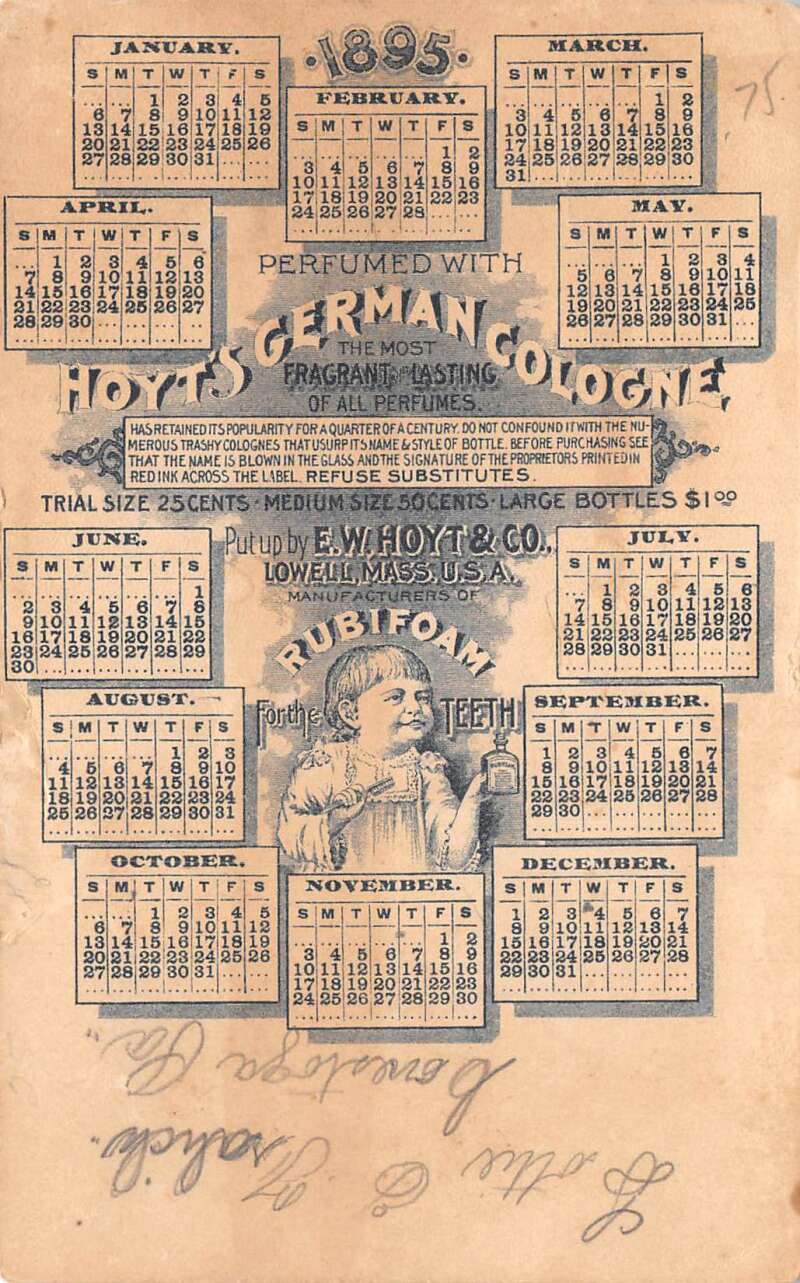 1895.
JANUARY.
S M T W T F S
1 2 3 4 5
6 7 8 9 10 11 12
13 14 15 16 17 18 19
20 21 22 23 24 25 26
27 28 29 30 31
FEBRUARY.
S M T W T F S
1 2
3 4 5 6 7 8 9
10 11 12 13 14 15 16
17 18 19 20 21 22 23
24 25 26 27 28
MARCH.
S M T W T F S
1 2
3 4 5 6 7 8 9
10 11 12 13 14 15 16
17 18 19 20 21 22 23
24 25 26 27 28 29 30
31
75
APRIL.
S M T W T F S
1 2 3 4 5 6
7 8 9 10 11 12 13
14 15 16 17 18 19 20
21 22 23 24 25 26 27
28 29 30
MAY.
S M T W T F S
1 2 3 4
5 6 7 8 9 10 11
12 13 14 15 16 17 18
19 20 21 22 23 24 25
26 27 28 29 30 31
PERFUMED WITH
HOYT'S GERMAN COLOGNE,
THE MOST
FRAGRANT AND LASTING
OF ALL PERFUMES.
HAS RETAINED ITS POPULARITY FOR A QUARTER OF A CENTURY. DO NOT CONFOUND IT WITH THE NU-
MEROUS TRASHY COLOGNES THAT USURP ITS NAME & STYLE OF BOTTLE. BEFORE PURCHASING SEE
THAT THE NAME IS BLOWN IN THE GLASS AND THE SIGNATURE OF THE PROPRIETORS PRINTED IN
RED INK ACROSS THE LABEL. REFUSE SUBSTITUTES.
TRIAL SIZE 25 CENTS · MEDIUM SIZE 50 CENTS · LARGE BOTTLES $1.00
Put up by E.W. HOYT & CO.,
LOWELL, MASS. U.S.A.
MANUFACTURERS OF
RUBIFOAM
For the TEETH
JUNE.
S M T W T F S
1
2 3 4 5 6 7 8
9 10 11 12 13 14 15
16 17 18 19 20 21 22
23 24 25 26 27 28 29
30
JULY.
S M T W T F S
1 2 3 4 5 6
7 8 9 10 11 12 13
14 15 16 17 18 19 20
21 22 23 24 25 26 27
28 29 30 31
AUGUST.
S M T W T F S
1 2 3
4 5 6 7 8 9 10
11 12 13 14 15 16 17
18 19 20 21 22 23 24
25 26 27 28 29 30 31
SEPTEMBER.
S M T W T F S
1 2 3 4 5 6 7
8 9 10 11 12 13 14
15 16 17 18 19 20 21
22 23 24 25 26 27 28
29 30
OCTOBER.
S M T W T F S
1 2 3 4 5
6 7 8 9 10 11 12
13 14 15 16 17 18 19
20 21 22 23 24 25 26
27 28 29 30 31
NOVEMBER.
S M T W T F S
1 2
3 4 5 6 7 8 9
10 11 12 13 14 15 16
17 18 19 20 21 22 23
24 25 26 27 28 29 30
DECEMBER.
S M T W T F S
1 2 3 4 5 6 7
8 9 10 11 12 13 14
15 16 17 18 19 20 21
22 23 24 25 26 27 28
29 30 31
Lottie E
Conestoga Pa"